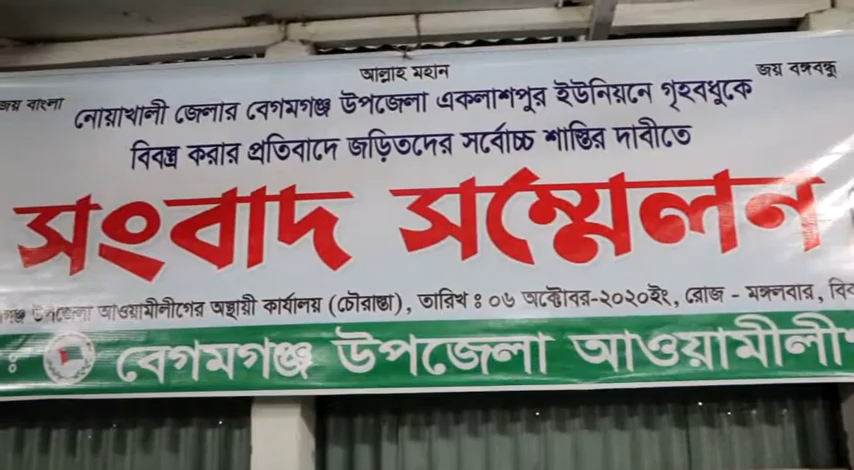 আল্লাহ মহান
জয় বাংলা
জয় বঙ্গবন্ধু
নোয়াখালী জেলার বেগমগঞ্জ উপজেলা একলাশপুর ইউনিয়নে গৃহবধুকে
বিবস্ত্র করার প্রতিবাদে জড়িতদের সর্বোচ্চ শাস্তির দাবীতে
সংবাদ সম্মেলন
উপজেলা আওয়ামীলীগের অস্থায়ী কার্যালয় (চৌরাস্তা), তারিখ : ০৬ অক্টোবর-২০২০ইং, রোজ - মঙ্গলবার,
বেগমগঞ্জ উপজেলা আওয়ামীলী